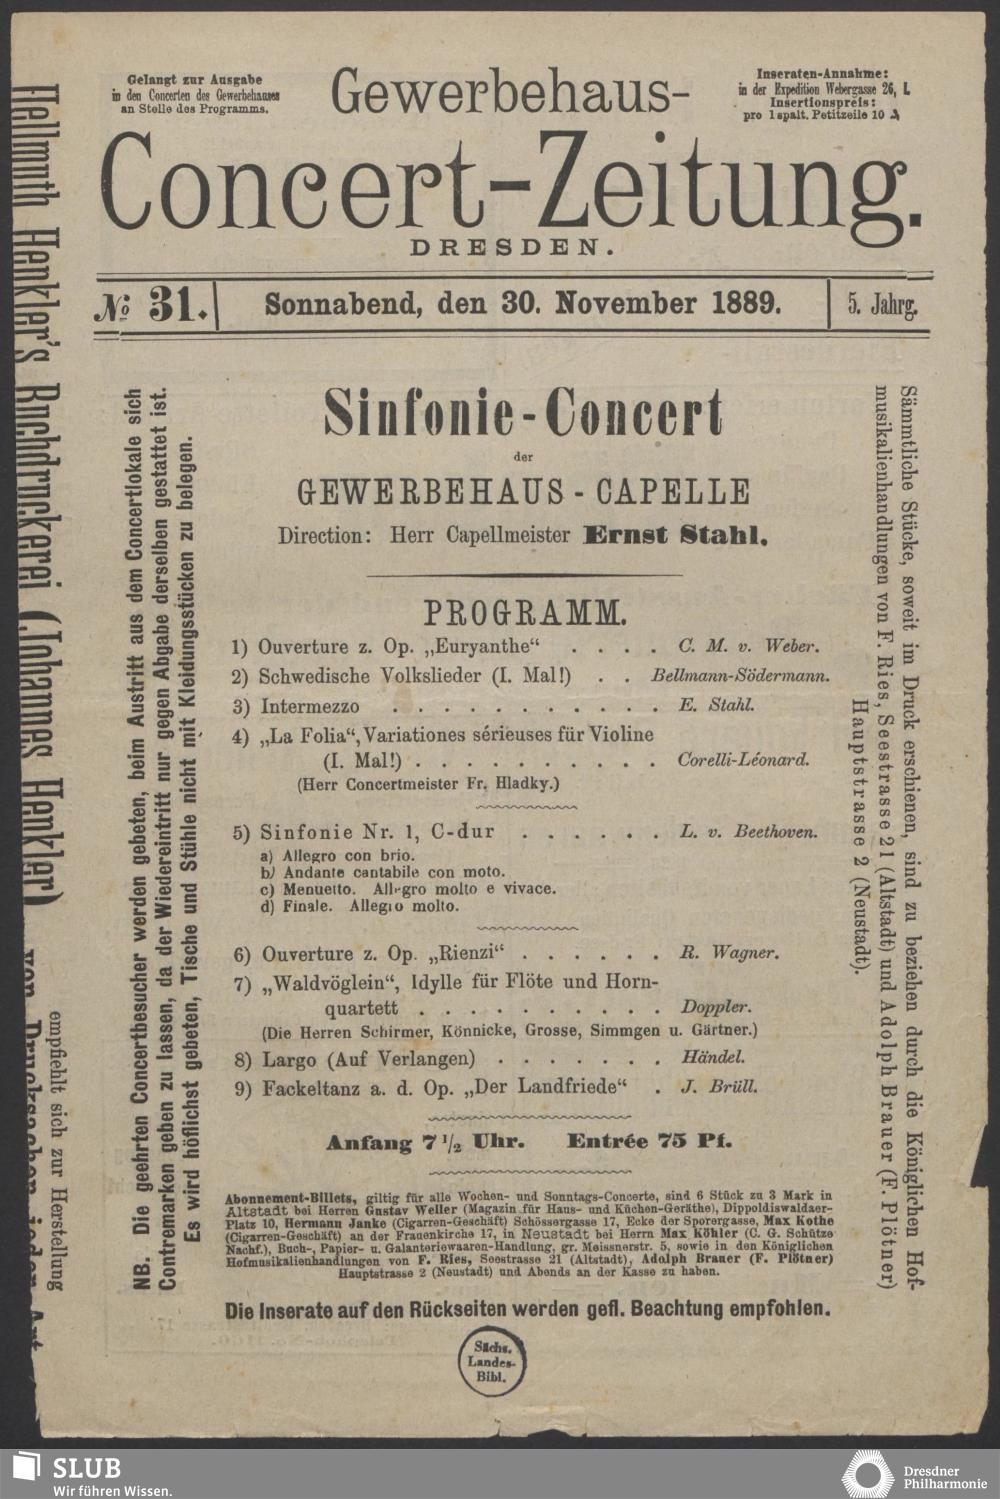 Gelangt zur Ausgabe
in den Concerten des Gewerbehauses
an Stelle des Programms.
Gewerbehaus-
Inseraten-Annahme:
in der Expedition Webergasse 26, I.
Insertionspreis:
pro 1 spalt. Petitzeile 10 ₰
Concert-Zeitung.
DRESDEN.
№ 31.
Sonnabend, den 30. November 1889.
5. Jahrg.
Hellmuth Henkler's Buchdruckerei (Johannes Henkler)
empfiehlt sich zur Herstellung
von Drucksachen jeder Art
NB. Die geehrten Concertbesucher werden gebeten, beim Austritt aus dem Concertlokale sich
Contremarken geben zu lassen, da der Wiedereintritt nur gegen Abgabe derselben gestattet ist.
Es wird höflichst gebeten, Tische und Stühle nicht mit Kleidungsstücken zu belegen.
Sinfonie-Concert
der
GEWERBEHAUS-CAPELLE
Direction: Herr Capellmeister Ernst Stahl.
PROGRAMM.
1) Ouverture z. Op. „Euryanthe“ . . . . C. M. v. Weber.
2) Schwedische Volkslieder (I. Mal!) . . Bellmann-Södermann.
3) Intermezzo . . . . . . . . . . . E. Stahl.
4) „La Folia“, Variationes sérieuses für Violine
(I. Mal!) . . . . . . . . . . Corelli-Léonard.
(Herr Concertmeister Fr. Hladky.)
5) Sinfonie Nr. 1, C-dur . . . . . . L. v. Beethoven.
a) Allegro con brio.
b) Andante cantabile con moto.
c) Menuetto. Allegro molto e vivace.
d) Finale. Allegro molto.
6) Ouverture z. Op. „Rienzi“ . . . . . . R. Wagner.
7) „Waldvöglein“, Idylle für Flöte und Horn-
quartett . . . . . . . . . . Doppler.
(Die Herren Schirmer, Könnicke, Grosse, Simmgen u. Gärtner.)
8) Largo (Auf Verlangen) . . . . . . . Händel.
9) Fackeltanz a. d. Op. „Der Landfriede“ . J. Brüll.
Anfang 7 1/2 Uhr. Entrée 75 Pf.
Abonnement-Billets, giltig für alle Wochen- und Sonntags-Concerte, sind 6 Stück zu 3 Mark in
Altstadt bei Herren Gustav Weller (Magazin für Haus- und Küchen-Geräthe), Dippoldiswaldaer-
Platz 10, Hermann Janke (Cigarren-Geschäft) Schössergasse 17, Ecke der Sporergasse, Max Kothe
(Cigarren-Geschäft) an der Frauenkirche 17, in Neustadt bei Herrn Max Köhler (C. G. Schütze
Nachf.), Buch-, Papier- u. Galanteriewaaren-Handlung, gr. Meissnerstr. 5, sowie in den Königlichen
Hofmusikalienhandlungen von F. Ries, Seestrasse 21 (Altstadt), Adolph Brauer (F. Plötner)
Hauptstrasse 2 (Neustadt) und Abends an der Kasse zu haben.
Die Inserate auf den Rückseiten werden gefl. Beachtung empfohlen.
Sämmtliche Stücke, soweit im Druck erschienen, sind zu beziehen durch die Königlichen Hof-
musikalienhandlungen von F. Ries, Seestrasse 21 (Altstadt) und Adolph Brauer (F. Plötner)
Hauptstrasse 2 (Neustadt).
Sächs.
Landes-
Bibl.
SLUB
Wir führen Wissen.
Dresdner
Philharmonie